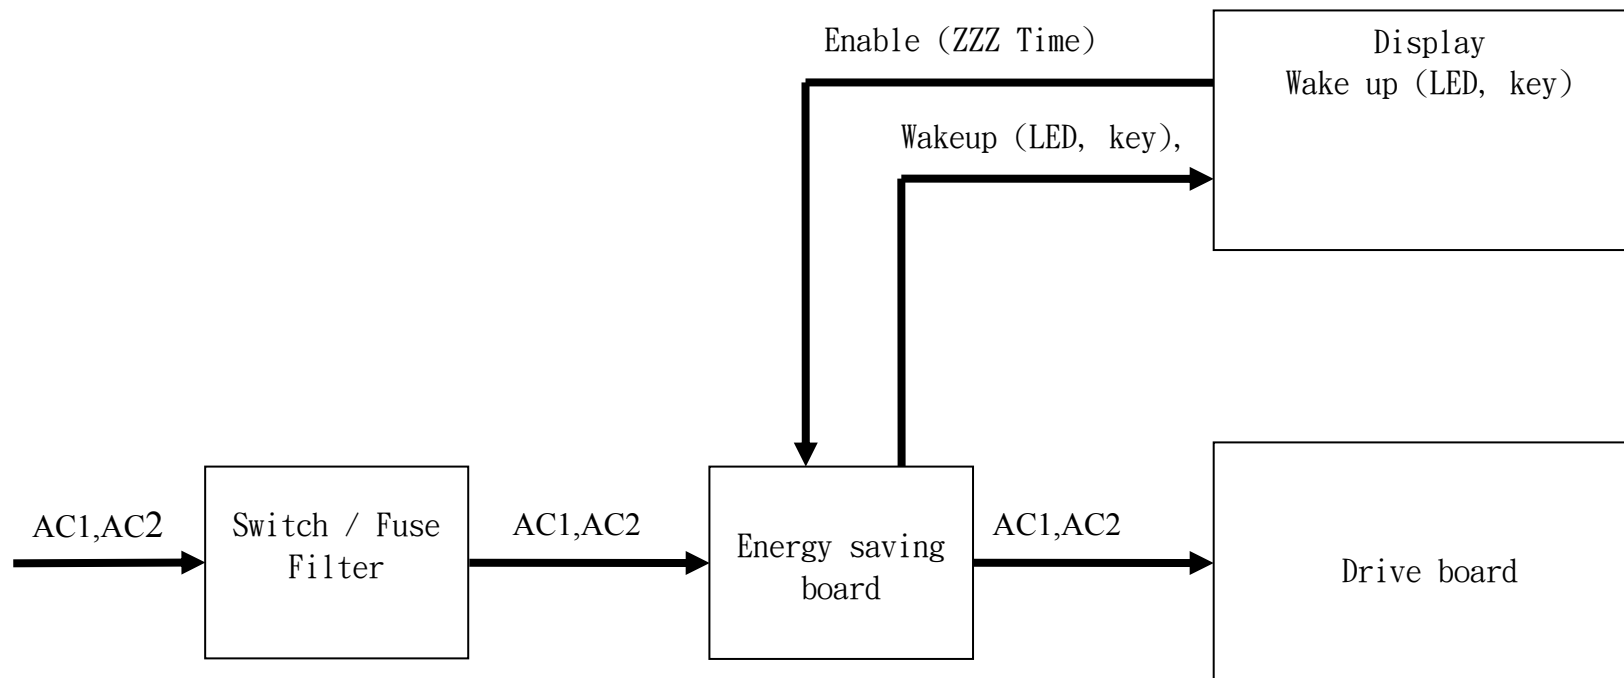 Enable (ZZZ Time)
Display
Wake up (LED, key)
Wakeup (LED, key),
AC1,AC2
Switch / Fuse
Filter
AC1,AC2
Energy saving
board
AC1,AC2
Drive board